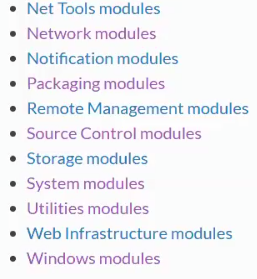 Net Tools modules
Network modules
Notification modules
Packaging modules
Remote Management modules
Source Control modules
Storage modules
System modules
Utilities modules
Web Infrastructure modules
Windows modules